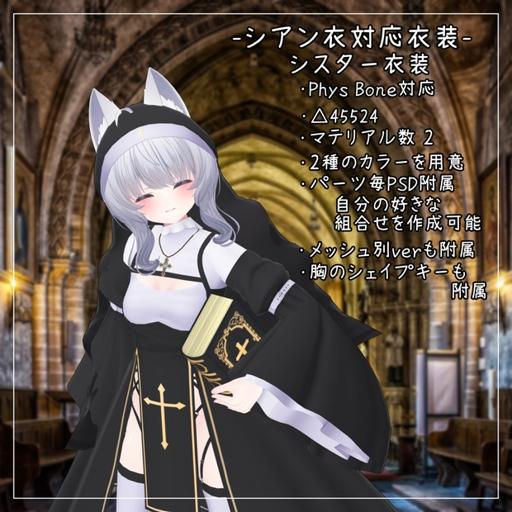 -シアン衣対応衣装-
シスター衣装
・Phys Bone対応
・△45524
・マテリアル数 2
・2種のカラーを用意
・パーツ毎PSD附属
自分の好きな
組合せを作成可能
・メッシュ別verも附属
・胸のシェイプキーも
附属